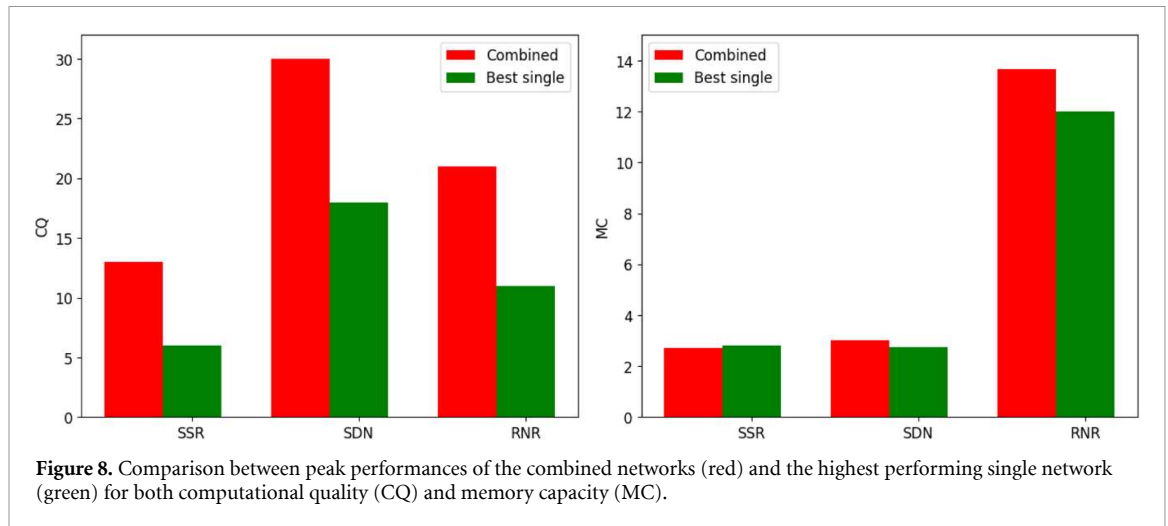 30
25
20
15
10
5
0
CQ
Combined
Best single
SSR
SDN
RNR
14
12
10
8
6
4
2
0
MC
Combined
Best single
SSR
SDN
RNR
Figure 8. Comparison between peak performances of the combined networks (red) and the highest performing single network
(green) for both computational quality (CQ) and memory capacity (MC).